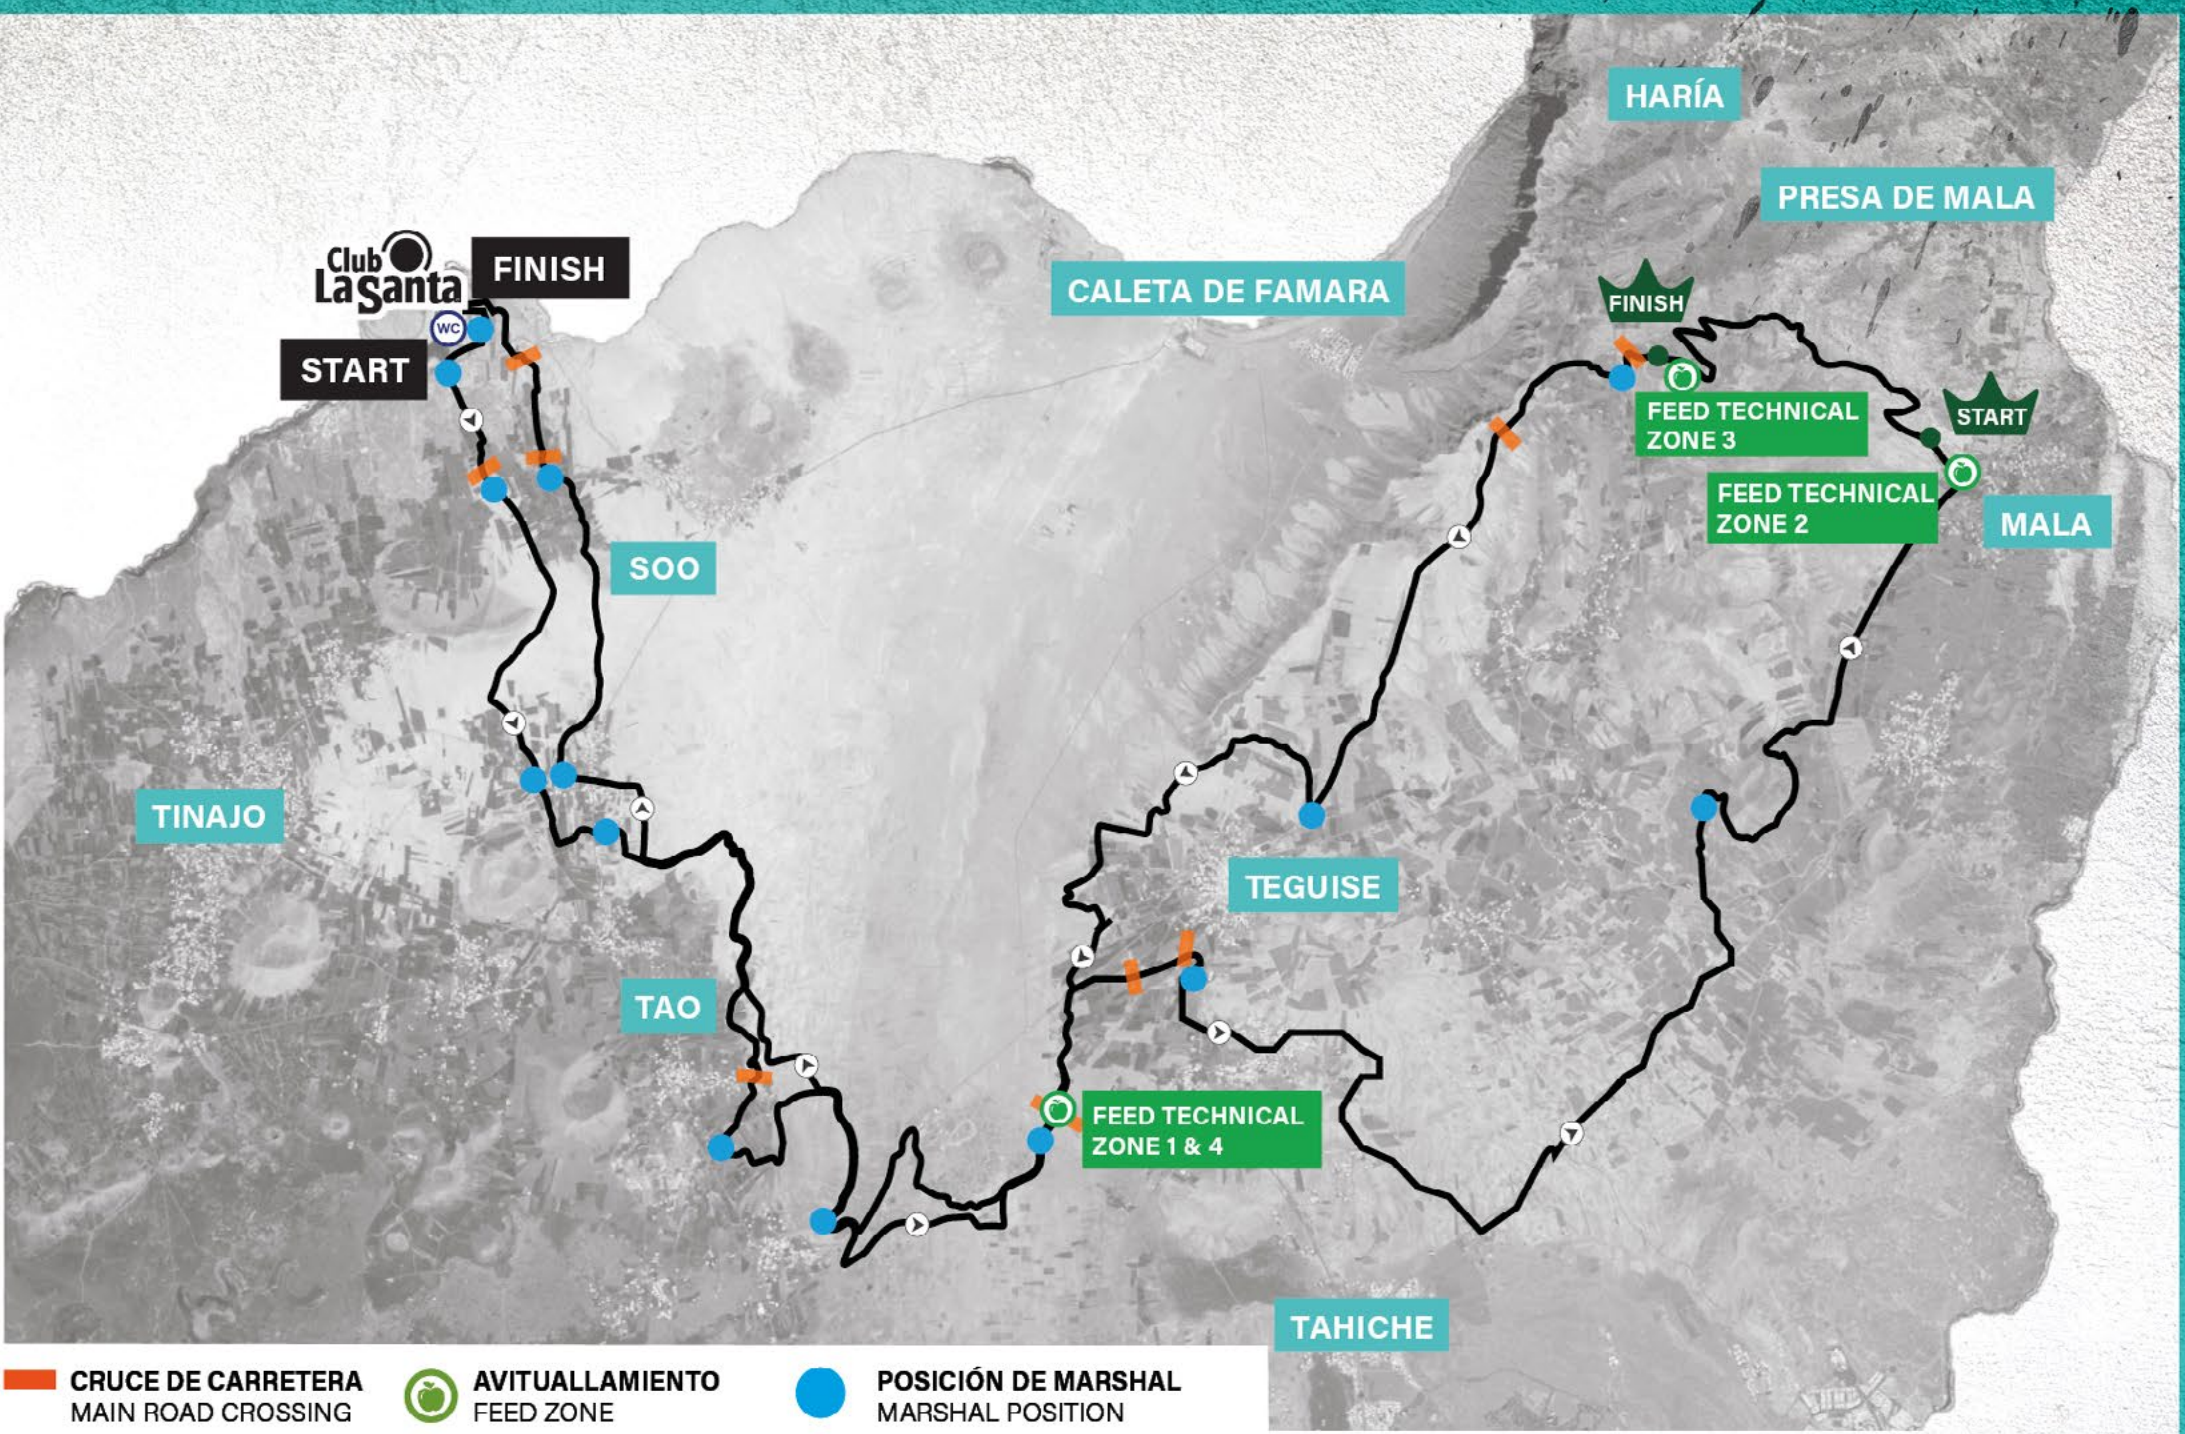 HARÍA
PRESA DE MALA
Club
LaSanta
FINISH
CALETA DE FAMARA
FINISH
WC
START
FEED TECHNICAL
ZONE 3
START
FEED TECHNICAL
ZONE 2
MALA
SOO
TINAJO
TEGUISE
TAO
FEED TECHNICAL
ZONE 1 & 4
TAHICHE
CRUCE DE CARRETERA
MAIN ROAD CROSSING
AVITUALLAMIENTO
FEED ZONE
POSICIÓN DE MARSHAL
MARSHAL POSITION